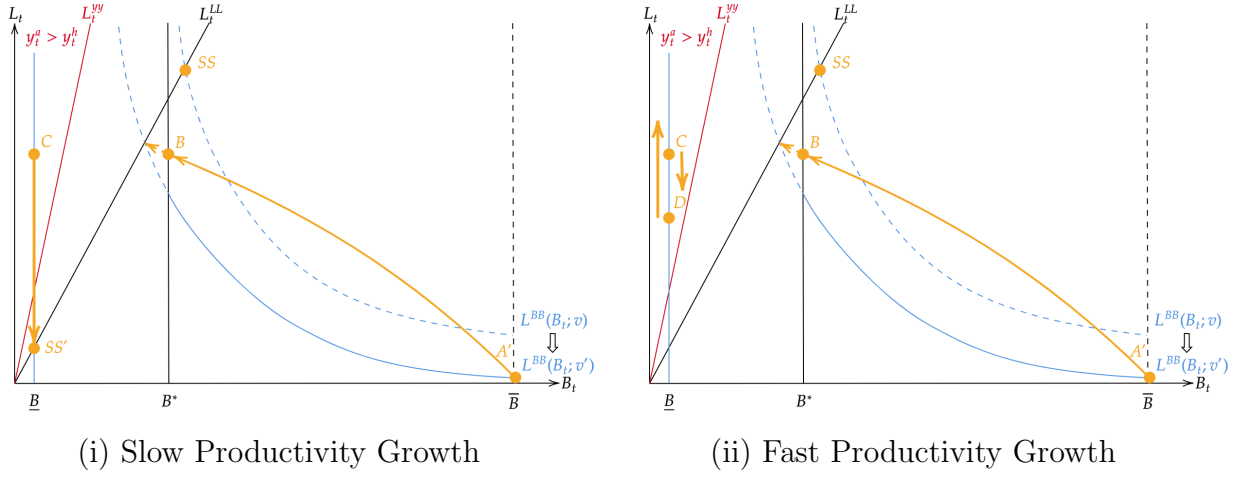 L_t
L_t^{yy}
L_t^{LL}
y_t^a > y_t^h
SS
C
B
SS′
A′
L^{BB}(B_t; v)
⇩
L^{BB}(B_t; v′)
B_t
B̲
B*
B̅
(i) Slow Productivity Growth
L_t
L_t^{yy}
L_t^{LL}
y_t^a > y_t^h
SS
C
B
D
A′
L^{BB}(B_t; v)
⇩
L^{BB}(B_t; v′)
B_t
B̲
B*
B̅
(ii) Fast Productivity Growth